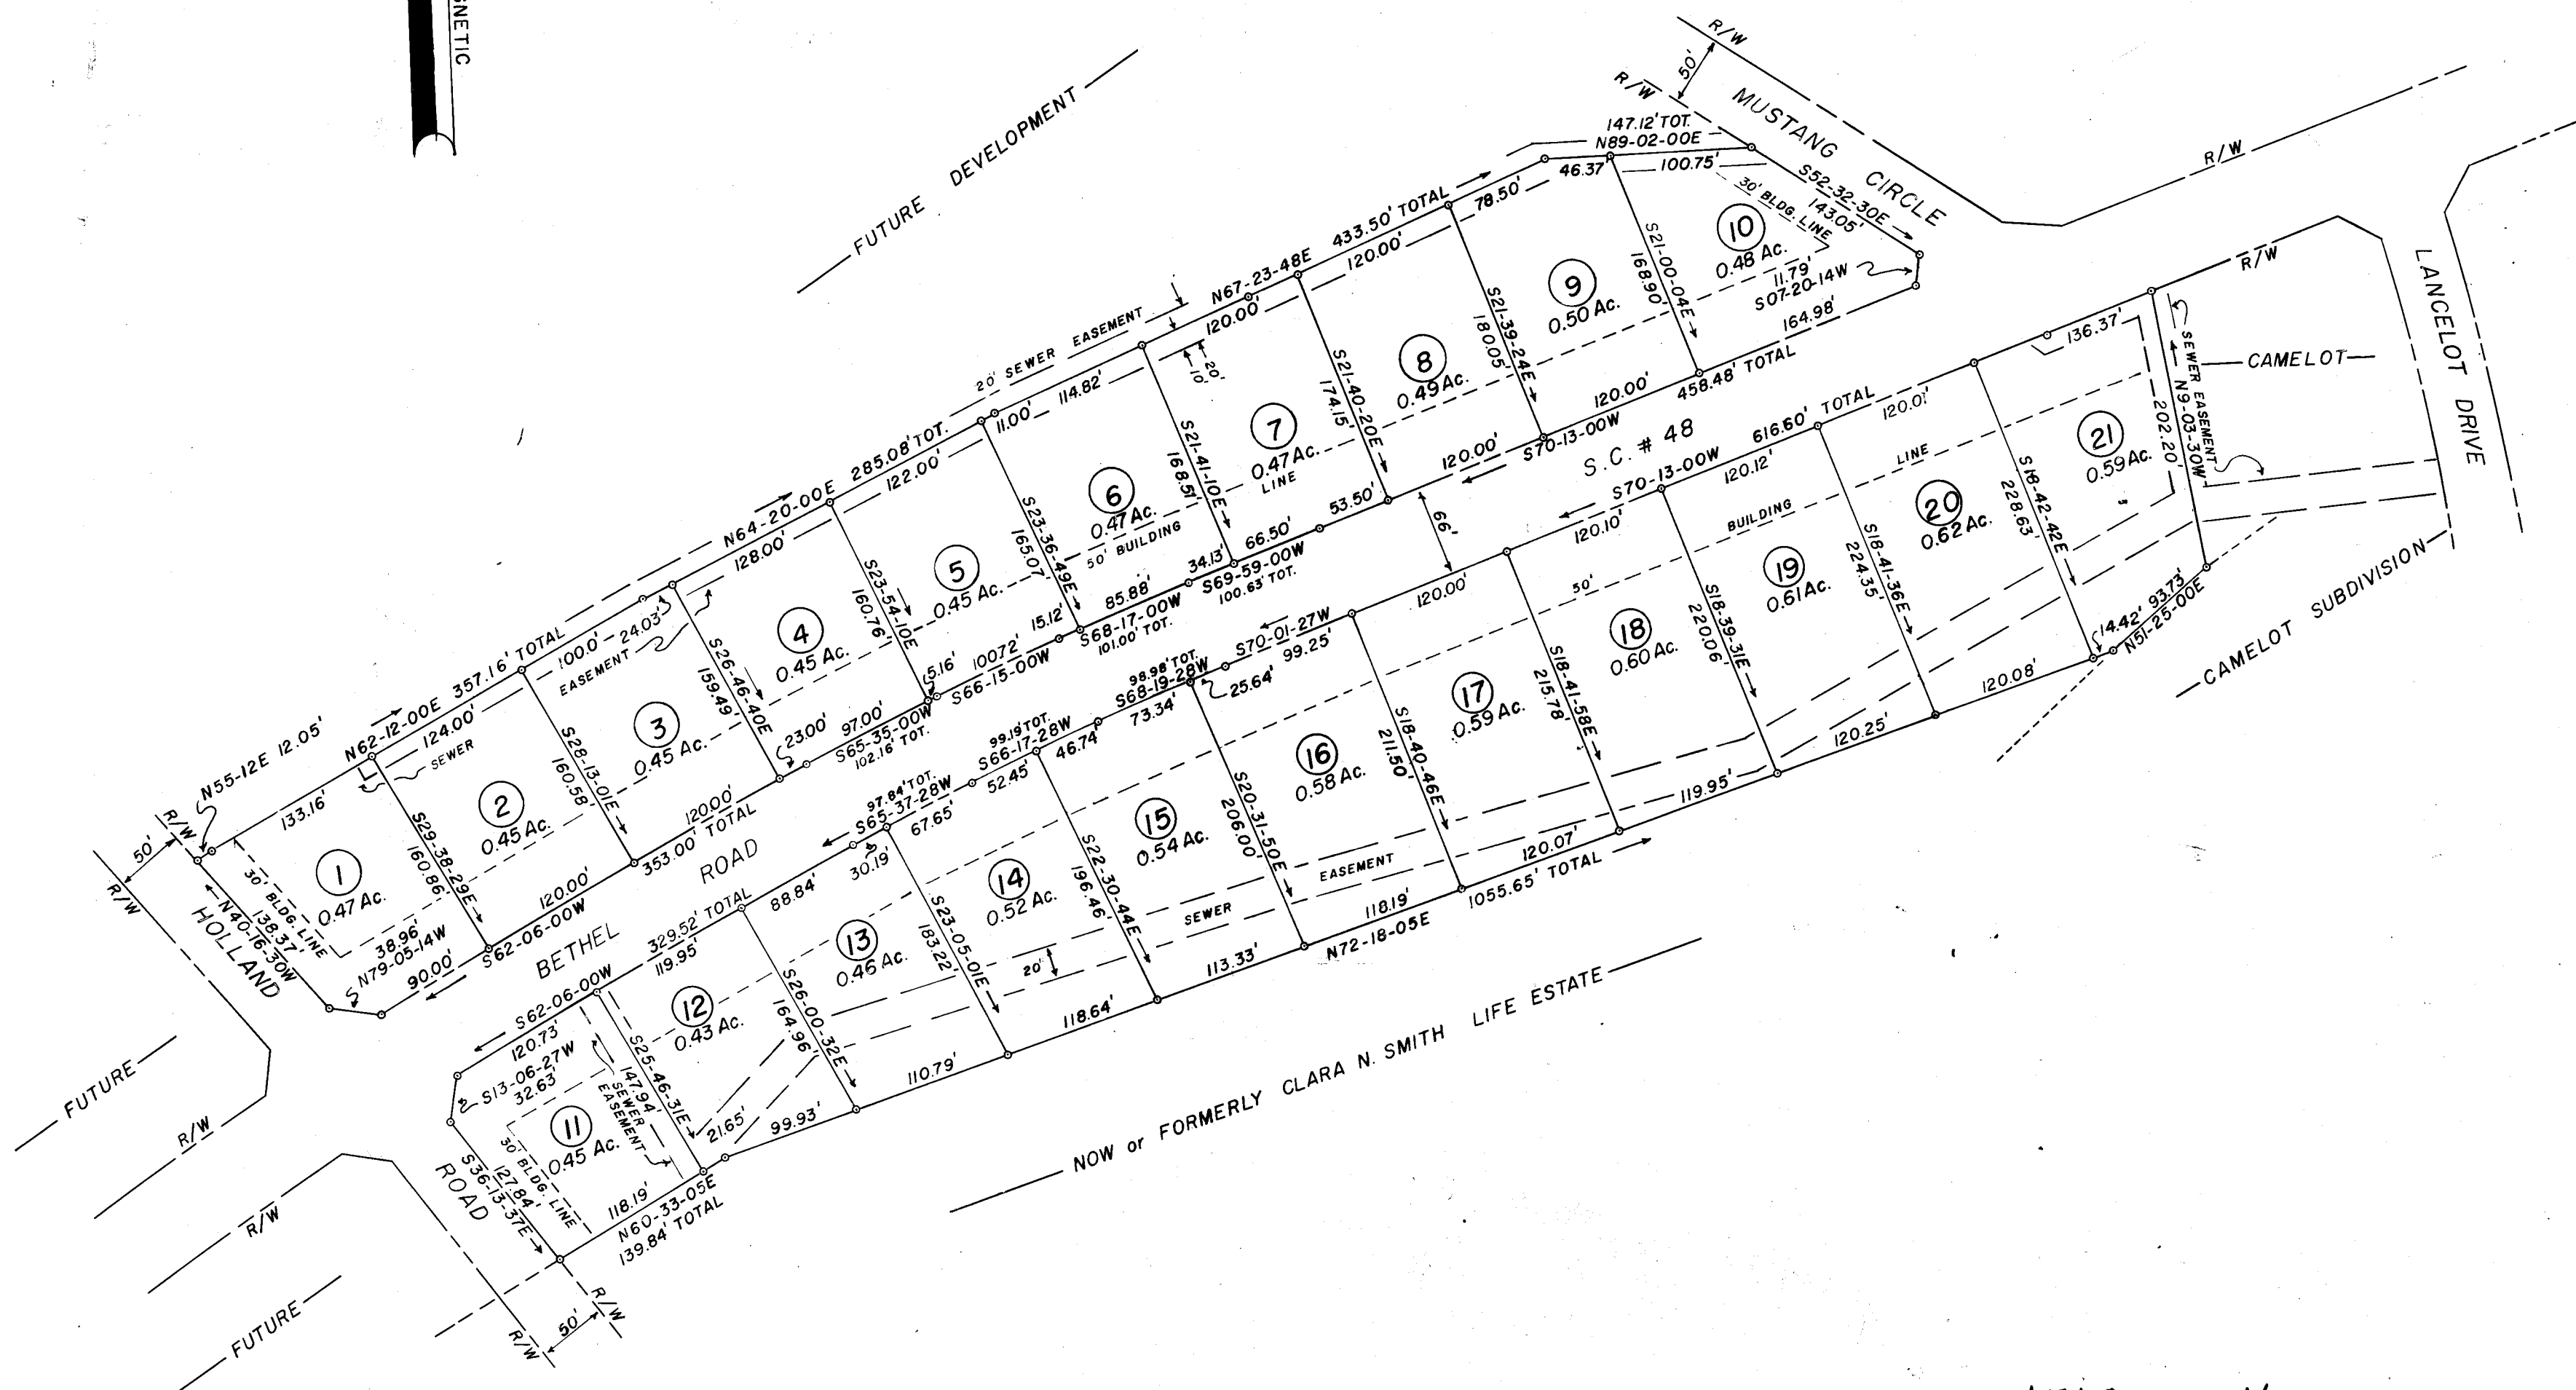 GNETIC
FUTURE DEVELOPMENT
R/W
50'
R/W
MUSTANG CIRCLE
R/W
R/W
LANCELOT DRIVE
147.12' TOT.
N89-02-00E
46.37'
100.75'
S52-32-30E
143.05'
30' BLDG. LINE
10
0.48 Ac.
11.79'
S07-20-14W
164.98'
433.50' TOTAL
78.50'
N67-23-48E
120.00'
120.00'
S21-00-04E
168.90'
9
0.50 Ac.
S21-39-24E
180.05'
8
0.49 Ac.
S21-40-20E
174.15'
7
0.47 Ac.
LINE
20' SEWER EASEMENT
20'
10'
114.82'
11.00'
S21-41-10E
168.51'
6
0.47 Ac.
50' BUILDING
285.08' TOT.
122.00'
N64-20-00E
128.00'
S23-36-49E
165.07'
5
0.45 Ac.
S23-54-10E
160.76'
4
0.45 Ac.
357.16' TOTAL
100.0'
24.03'
EASEMENT
S26-46-40E
159.49'
3
0.45 Ac.
N62-12-00E
124.00'
SEWER
S28-13-01E
160.58'
2
0.45 Ac.
N55-12E 12.05'
133.16'
S29-38-29E
160.86'
1
0.47 Ac.
30' BLDG. LINE
R/W
50'
R/W
N40-16-30W
138.37'
HOLLAND
38.96'
N79-05-14W
90.00'
S62-06-00W
120.00'
120.00'
353.00' TOTAL
23.00'
97.00'
S65-35-00W
102.16' TOT.
5.16'
100.72'
S66-15-00W
15.12'
85.88'
S68-17-00W
101.00' TOT.
34.13'
66.50'
S69-59-00W
100.63' TOT.
53.50'
120.00'
S70-13-00W
120.00'
458.48' TOTAL
66'
S.C. # 48
BETHEL ROAD
S70-13-00W
616.60' TOTAL
120.00'
120.10'
120.12'
120.01'
136.37'
S70-01-27W
99.25'
25.64'
98.98' TOT.
S68-19-28W
73.34'
99.19' TOT.
S66-17-28W
46.74'
52.45'
97.84' TOT.
S65-37-28W
67.65'
30.19'
88.84'
329.52' TOTAL
119.95'
S62-06-00W
120.73'
S13-06-27W
32.63'
S36-13-37E
127.84'
ROAD
30' BLDG. LINE
11
0.45 Ac.
SEWER EASEMENT
S25-46-31E
147.94'
12
0.43 Ac.
S26-00-32E
164.96'
13
0.46 Ac.
S23-05-01E
183.22'
14
0.52 Ac.
S22-30-44E
196.46'
15
0.54 Ac.
S20-31-50E
206.00'
16
0.58 Ac.
S18-40-46E
211.50'
17
0.59 Ac.
S18-41-58E
215.78'
18
0.60 Ac.
S18-39-31E
220.06'
19
0.61 Ac.
S18-41-36E
224.35'
20
0.62 Ac.
S18-42-42E
228.63'
21
0.59 Ac.
202.20'
N9-03-30W
SEWER EASEMENT
CAMELOT
50' BUILDING LINE
20' SEWER EASEMENT
118.19'
N60-33-05E
139.84' TOTAL
21.65'
99.93'
110.79'
118.64'
113.33'
118.19'
N72-18-05E
1055.65' TOTAL
120.07'
119.95'
120.25'
120.08'
14.42'
93.73'
N51-25-00E
CAMELOT SUBDIVISION
NOW or FORMERLY CLARA N. SMITH LIFE ESTATE
FUTURE
R/W
R/W
FUTURE
R/W
50'
R/W